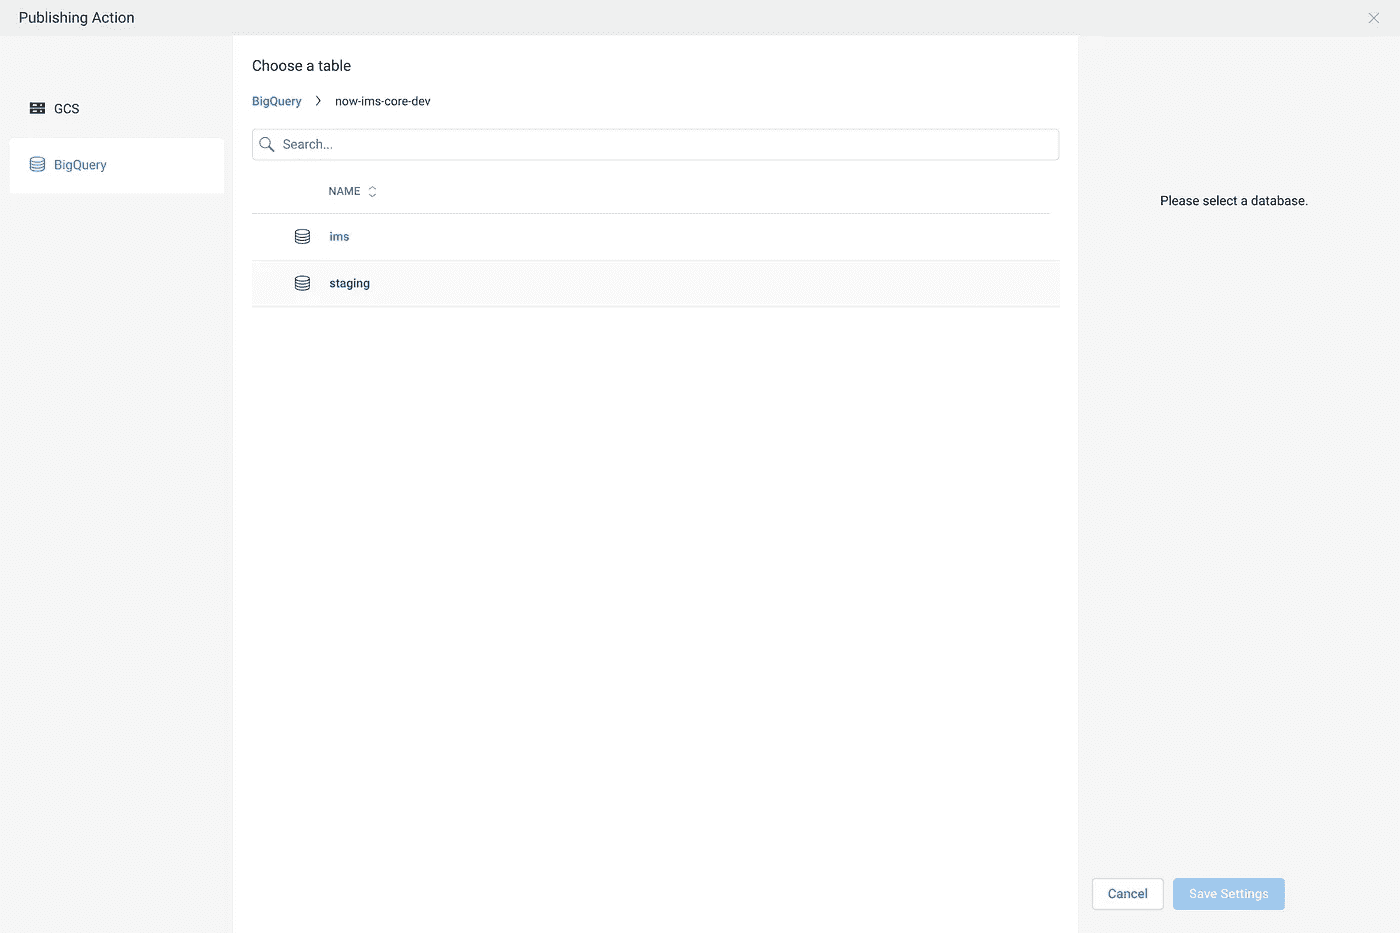 Publishing Action
GCS
BigQuery
Choose a table
BigQuery > now-ims-core-dev
Search...
NAME
ims
staging
Please select a database.
Cancel
Save Settings